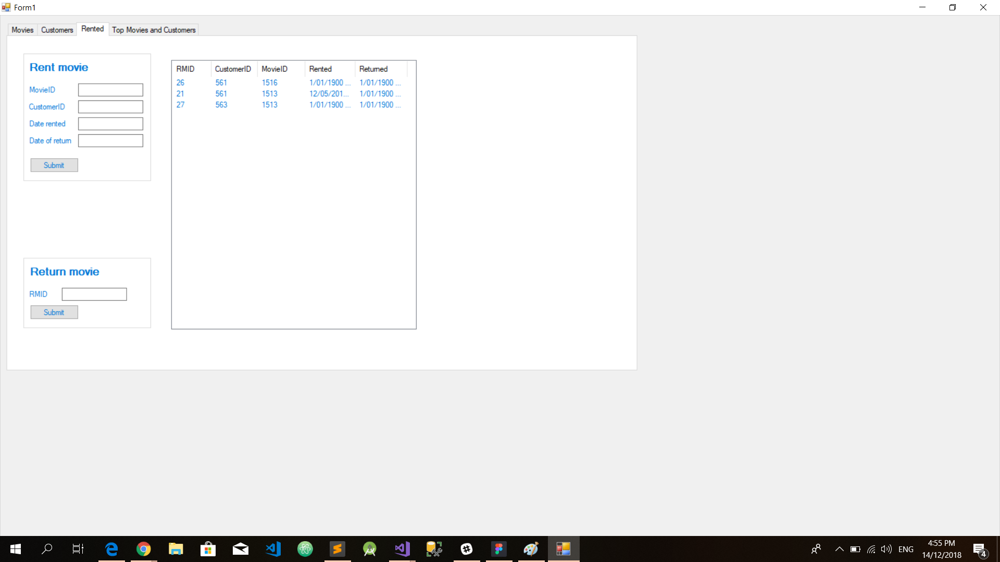 Form1
Movies Customers Rented Top Movies and Customers
Rent movie
MovieID
CustomerID
Date rented
Date of return
Submit
Return movie
RMID
Submit
RMID CustomerID MovieID Rented Returned
26 561 1516 1/01/1900 ... 1/01/1900 ...
21 561 1513 12/05/201... 1/01/1900 ...
27 563 1513 1/01/1900 ... 1/01/1900 ...
ENG
4:55 PM
14/12/2018
4